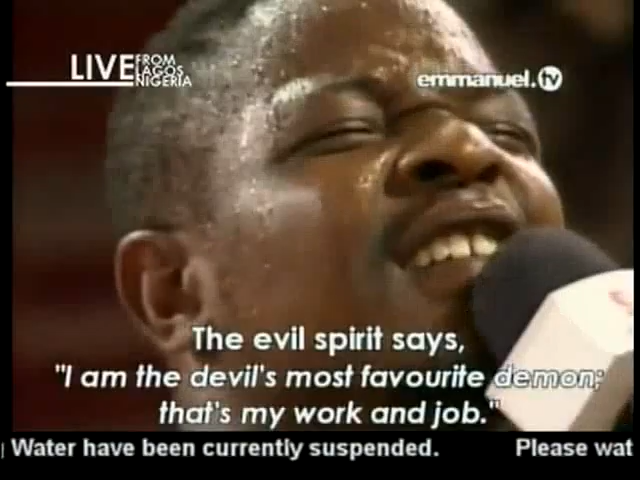 LIVE FROM LAGOS NIGERIA
emmanuel.tv
The evil spirit says,
"I am the devil's most favourite demon;
that's my work and job."
Water have been currently suspended. Please wat